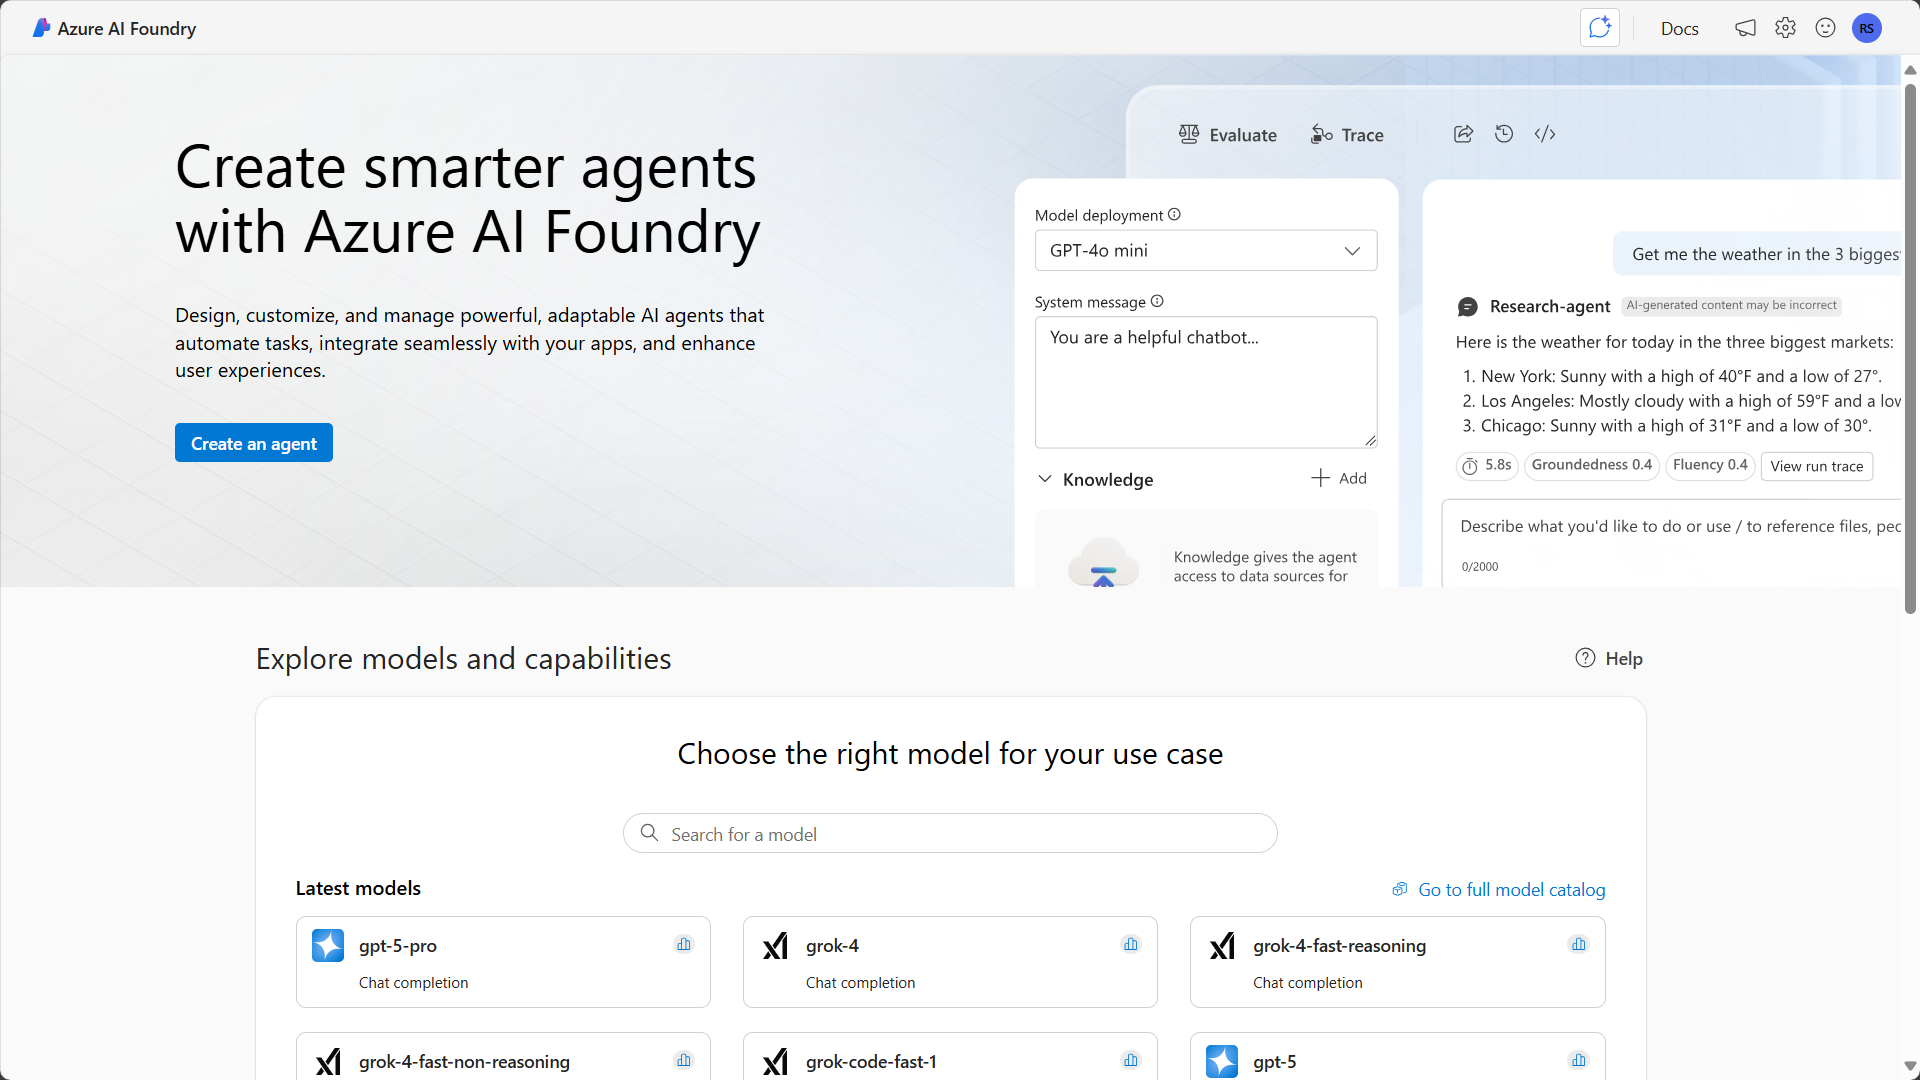 Azure AI Foundry
Docs
RS
Create smarter agents
with Azure AI Foundry
Design, customize, and manage powerful, adaptable AI agents that
automate tasks, integrate seamlessly with your apps, and enhance
user experiences.
Create an agent
Evaluate
Trace
Model deployment
GPT-4o mini
System message
You are a helpful chatbot...
Knowledge
Add
Knowledge gives the agent
access to data sources for
Get me the weather in the 3 bigges
Research-agent
AI-generated content may be incorrect
Here is the weather for today in the three biggest markets:
1. New York: Sunny with a high of 40°F and a low of 27°.
2. Los Angeles: Mostly cloudy with a high of 59°F and a low
3. Chicago: Sunny with a high of 31°F and a low of 30°.
5.8s
Groundedness 0.4
Fluency 0.4
View run trace
Describe what you'd like to do or use / to reference files, pec
0/2000
Explore models and capabilities
Help
Choose the right model for your use case
Search for a model
Latest models
Go to full model catalog
gpt-5-pro
Chat completion
grok-4
Chat completion
grok-4-fast-reasoning
Chat completion
grok-4-fast-non-reasoning
grok-code-fast-1
gpt-5